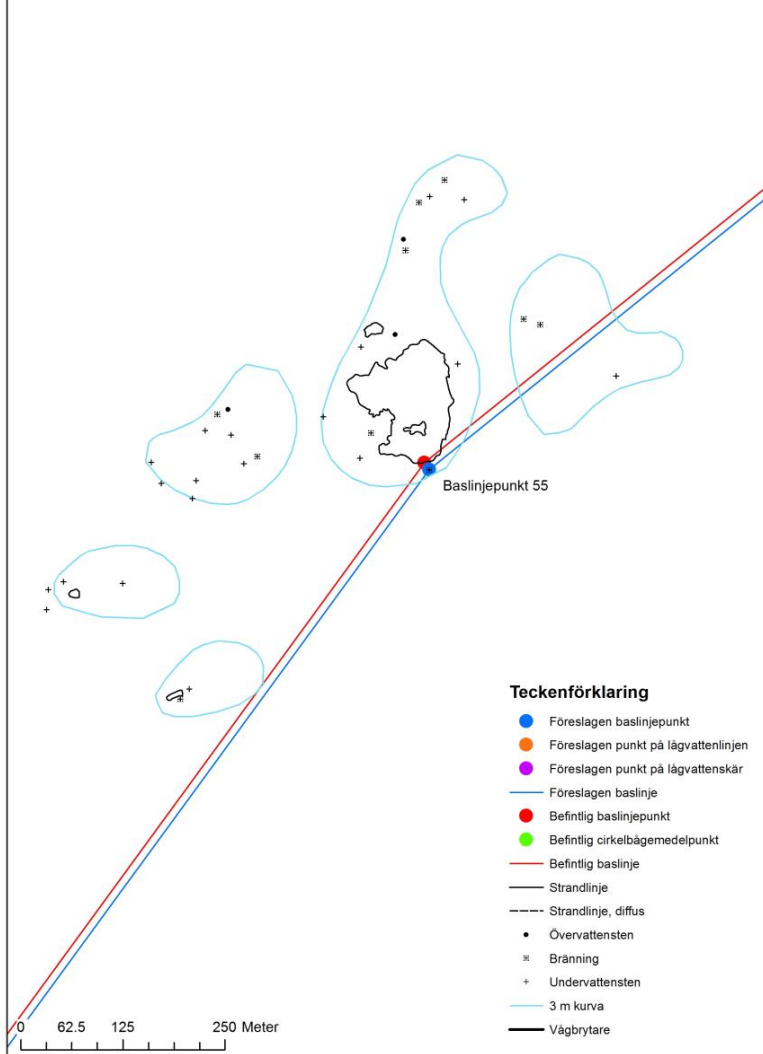 Baslinjepunkt 55
Teckenförklaring
Föreslagen baslinjepunkt
Föreslagen punkt på lågvattenlinjen
Föreslagen punkt på lågvattenskär
Föreslagen baslinje
Befintlig baslinjepunkt
Befintlig cirkelbågemedelpunkt
Befintlig baslinje
Strandlinje
Strandlinje, diffus
Övervattensten
Bränning
Undervattensten
3 m kurva
Vågbrytare
0 62.5 125 250 Meter